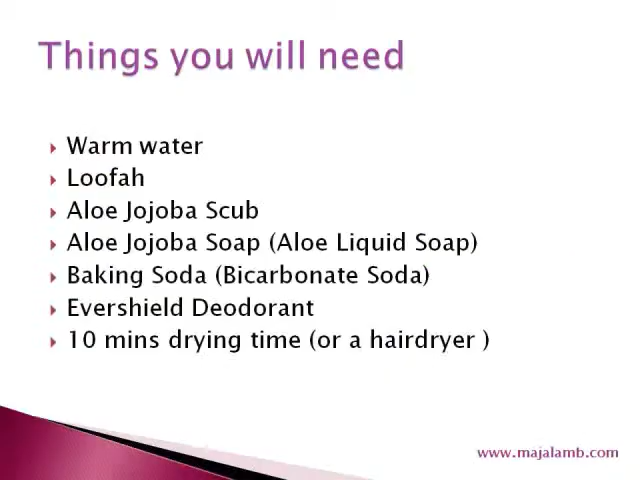 Things you will need
Warm water
Loofah
Aloe Jojoba Scub
Aloe Jojoba Soap (Aloe Liquid Soap)
Baking Soda (Bicarbonate Soda)
Evershield Deodorant
10 mins drying time (or a hairdryer )
www.majalamb.com